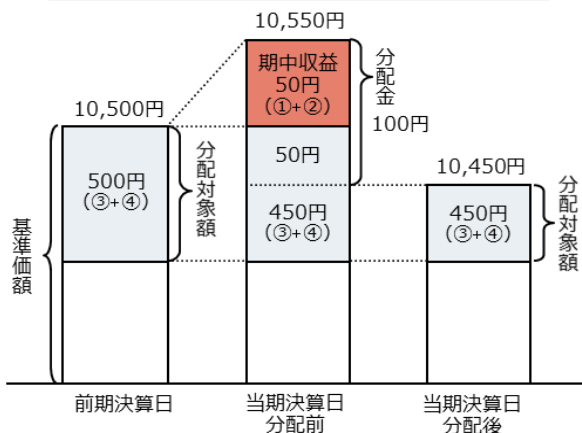 10,550円
期中収益
50円
(①+②)
分配金
100円
10,500円
50円
10,450円
500円
(③+④)
分配対象額
450円
(③+④)
450円
(③+④)
分配対象額
基準価額
前期決算日
当期決算日
分配前
当期決算日
分配後